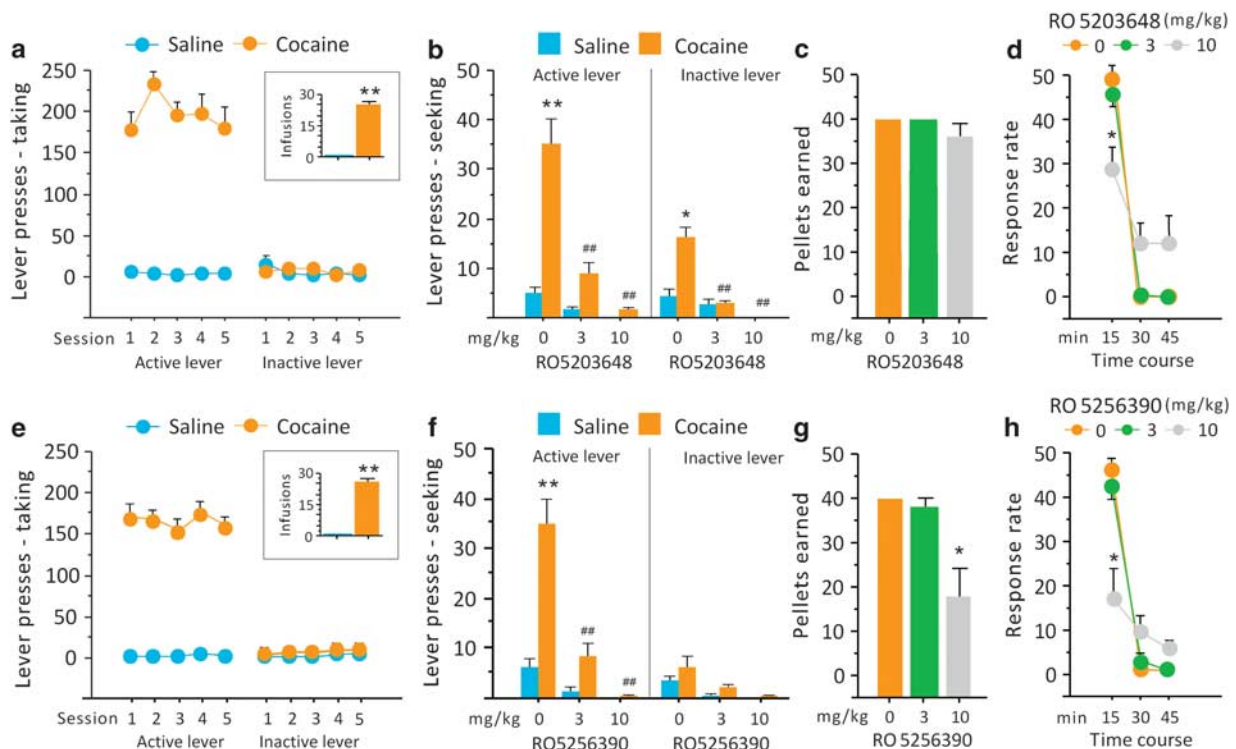 a
Saline Cocaine
Lever presses - taking
250
200
150
100
50
0
Infusions
30
15
0
**
Session 1 2 3 4 5 1 2 3 4 5
Active lever Inactive lever
b
Saline Cocaine
Active lever Inactive lever
Lever presses - seeking
50
40
30
20
10
** ## ## * ## ##
mg/kg 0 3 10 0 3 10
RO5203648 RO5203648
c
Pellets earned
50
40
30
20
10
0
mg/kg 0 3 10
RO5203648
RO 5203648 (mg/kg)
d
0 3 10
Response rate
50
40
30
20
10
0
*
min 15 30 45
Time course
e
Saline Cocaine
Lever presses - taking
250
200
150
100
50
0
Infusions
30
15
0
**
Session 1 2 3 4 5 1 2 3 4 5
Active lever Inactive lever
f
Saline Cocaine
Active lever Inactive lever
Lever presses - seeking
50
40
30
20
10
** ## ##
mg/kg 0 3 10 0 3 10
RO5256390 RO5256390
g
Pellets earned
50
40
30
20
10
0
*
mg/kg 0 3 10
RO 5256390
RO 5256390 (mg/kg)
h
0 3 10
Response rate
50
40
30
20
10
0
*
min 15 30 45
Time course